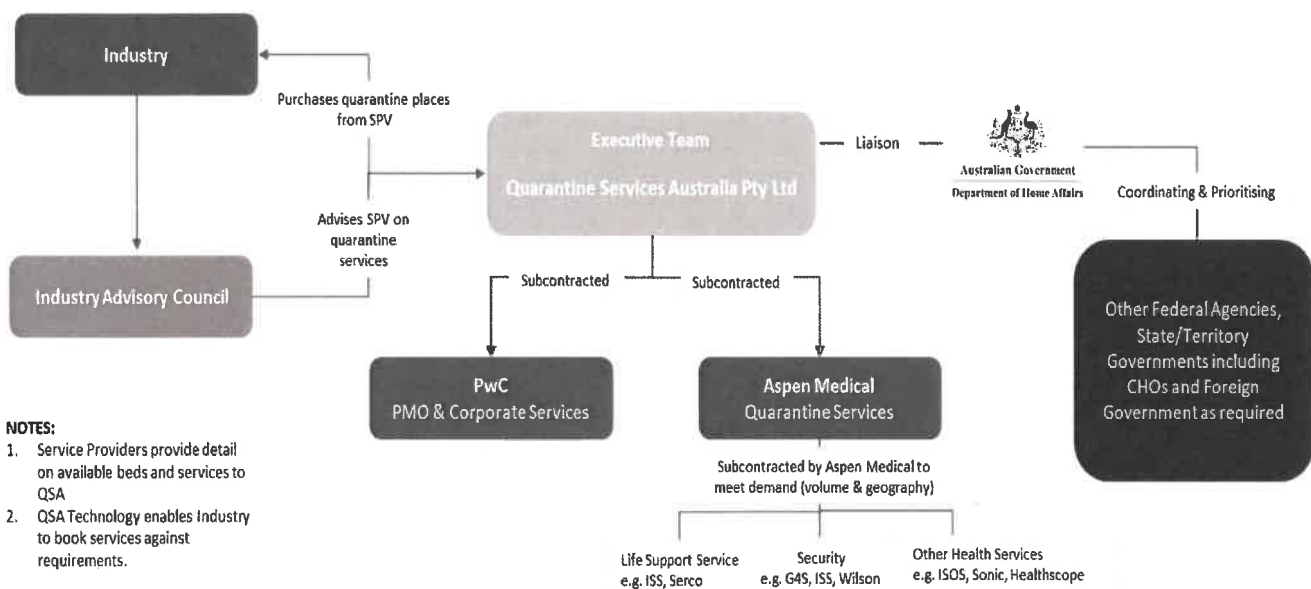 Industry
Purchases quarantine places
from SPV
Executive Team
Quarantine Services Australia Pty Ltd
Liaison
Australian Government
Department of Home Affairs
Coordinating & Prioritising
Advises SPV on
quarantine
services
Industry Advisory Council
Subcontracted
Subcontracted
Other Federal Agencies,
State/Territory
Governments including
CHOs and Foreign
Government as required
PwC
PMO & Corporate Services
Aspen Medical
Quarantine Services
NOTES:
1. Service Providers provide detail
on available beds and services to
QSA
2. QSA Technology enables Industry
to book services against
requirements.
Subcontracted by Aspen Medical to
meet demand (volume & geography)
Life Support Service
e.g. ISS, Serco
Security
e.g. G4S, ISS, Wilson
Other Health Services
e.g. ISOS, Sonic, Healthscope